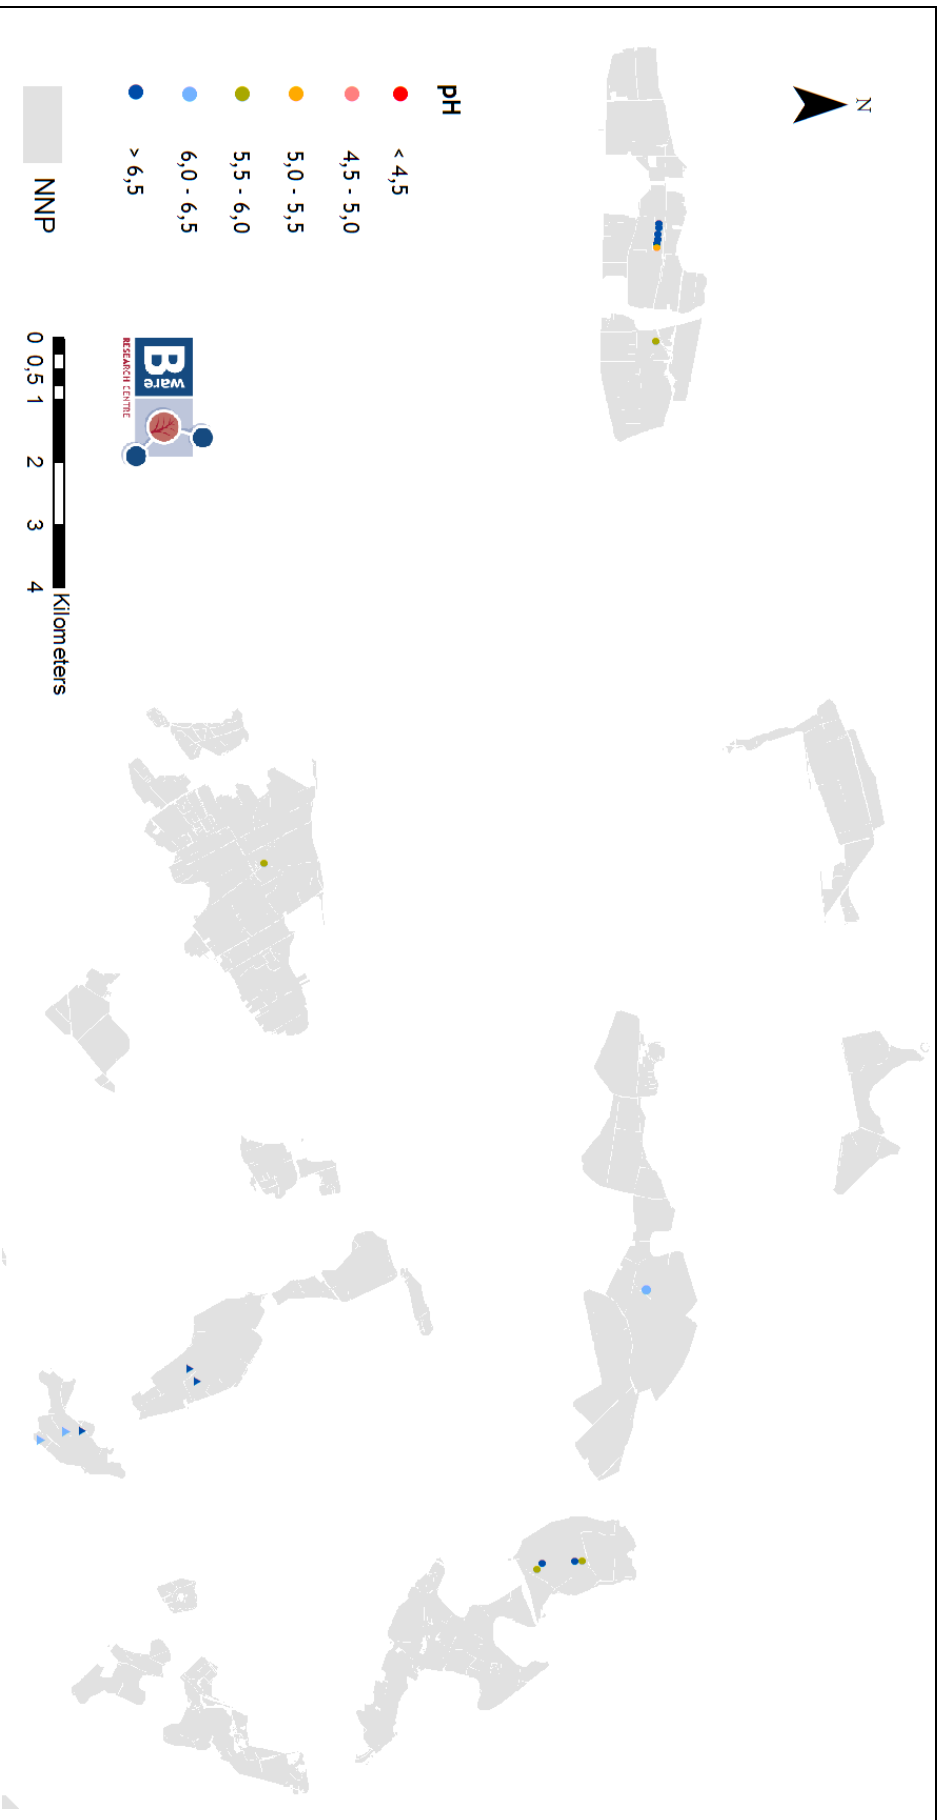 N
pH
< 4,5
4,5 - 5,0
5,0 - 5,5
5,5 - 6,0
6,0 - 6,5
> 6,5
NNP
B ware
RESEARCH CENTRE
0 0,5 1 2 3 4
Kilometers